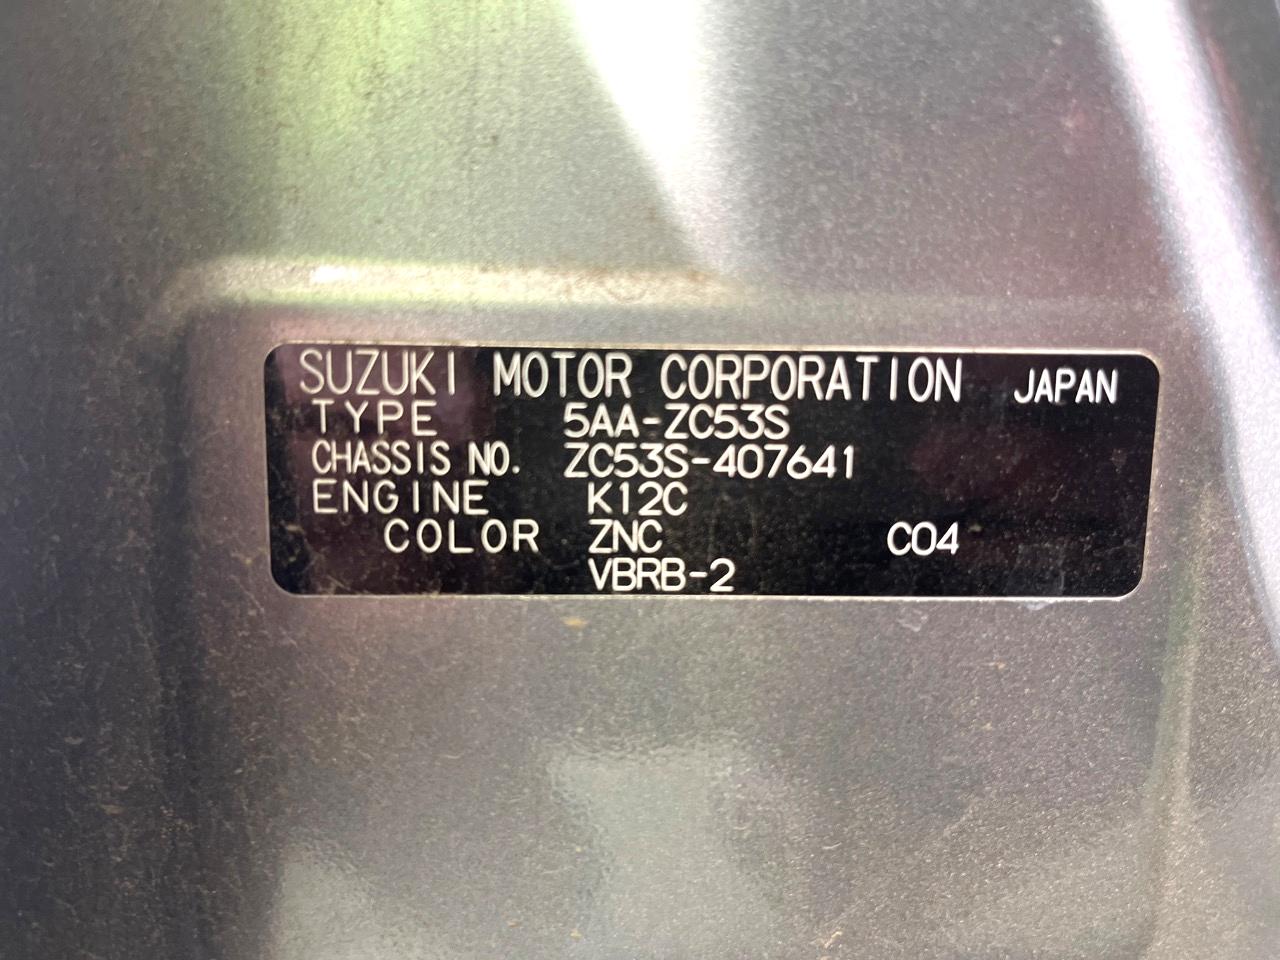 SUZUKI MOTOR CORPORATION JAPAN
TYPE 5AA-ZC53S
CHASSIS NO. ZC53S-407641
ENGINE K12C
COLOR ZNC C04
VBRB-2